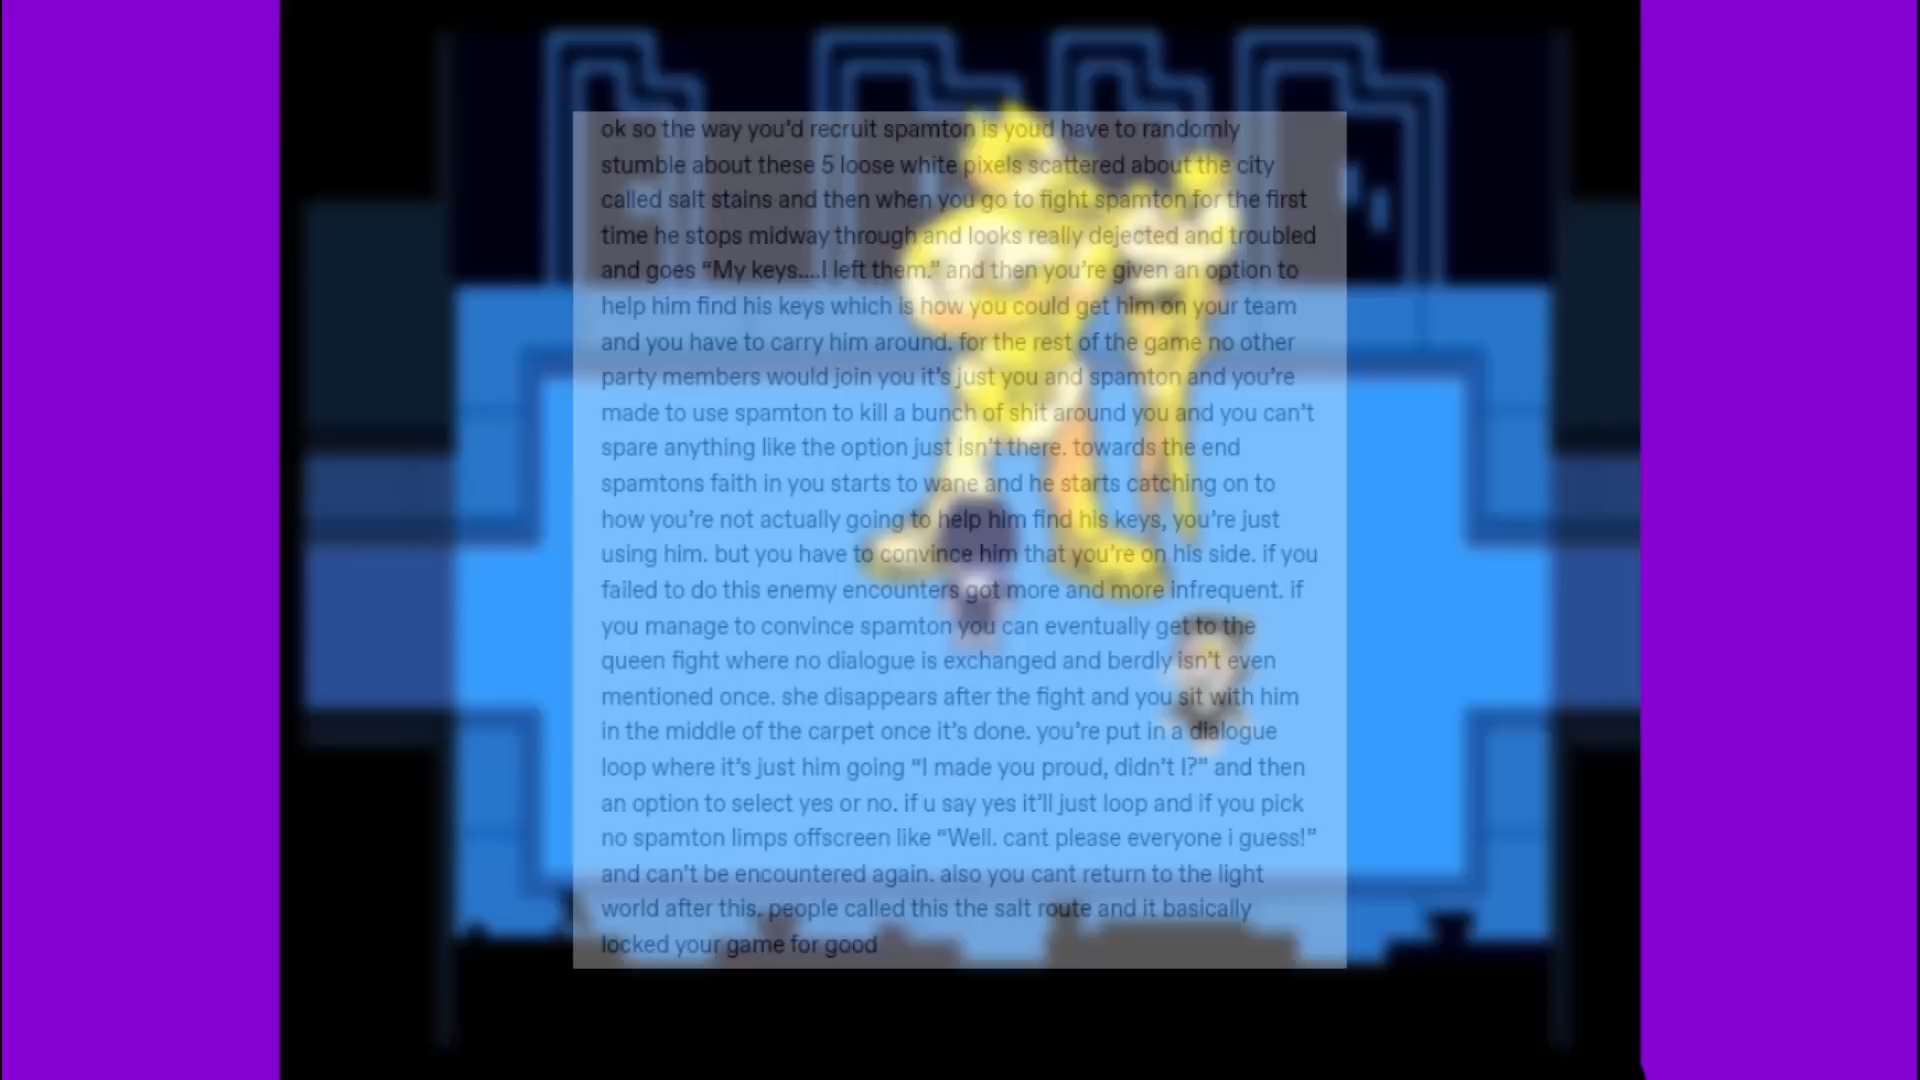 ok so the way you’d recruit spamton is youd have to randomly
stumble about these 5 loose white pixels scattered about the city
called salt stains and then when you go to fight spamton for the first
time he stops midway through and looks really dejected and troubled
and goes “My keys....I left them.” and then you’re given an option to
help him find his keys which is how you could get him on your team
and you have to carry him around. for the rest of the game no other
party members would join you it’s just you and spamton and you’re
made to use spamton to kill a bunch of shit around you and you can’t
spare anything like the option just isn’t there. towards the end
spamtons faith in you starts to wane and he starts catching on to
how you’re not actually going to help him find his keys, you’re just
using him. but you have to convince him that you’re on his side. if you
failed to do this enemy encounters got more and more infrequent. if
you manage to convince spamton you can eventually get to the
queen fight where no dialogue is exchanged and berdly isn’t even
mentioned once. she disappears after the fight and you sit with him
in the middle of the carpet once it’s done. you’re put in a dialogue
loop where it’s just him going “I made you proud, didn’t I?” and then
an option to select yes or no. if u say yes it’ll just loop and if you pick
no spamton limps offscreen like “Well. cant please everyone i guess!”
and can’t be encountered again. also you cant return to the light
world after this. people called this the salt route and it basically
locked your game for good